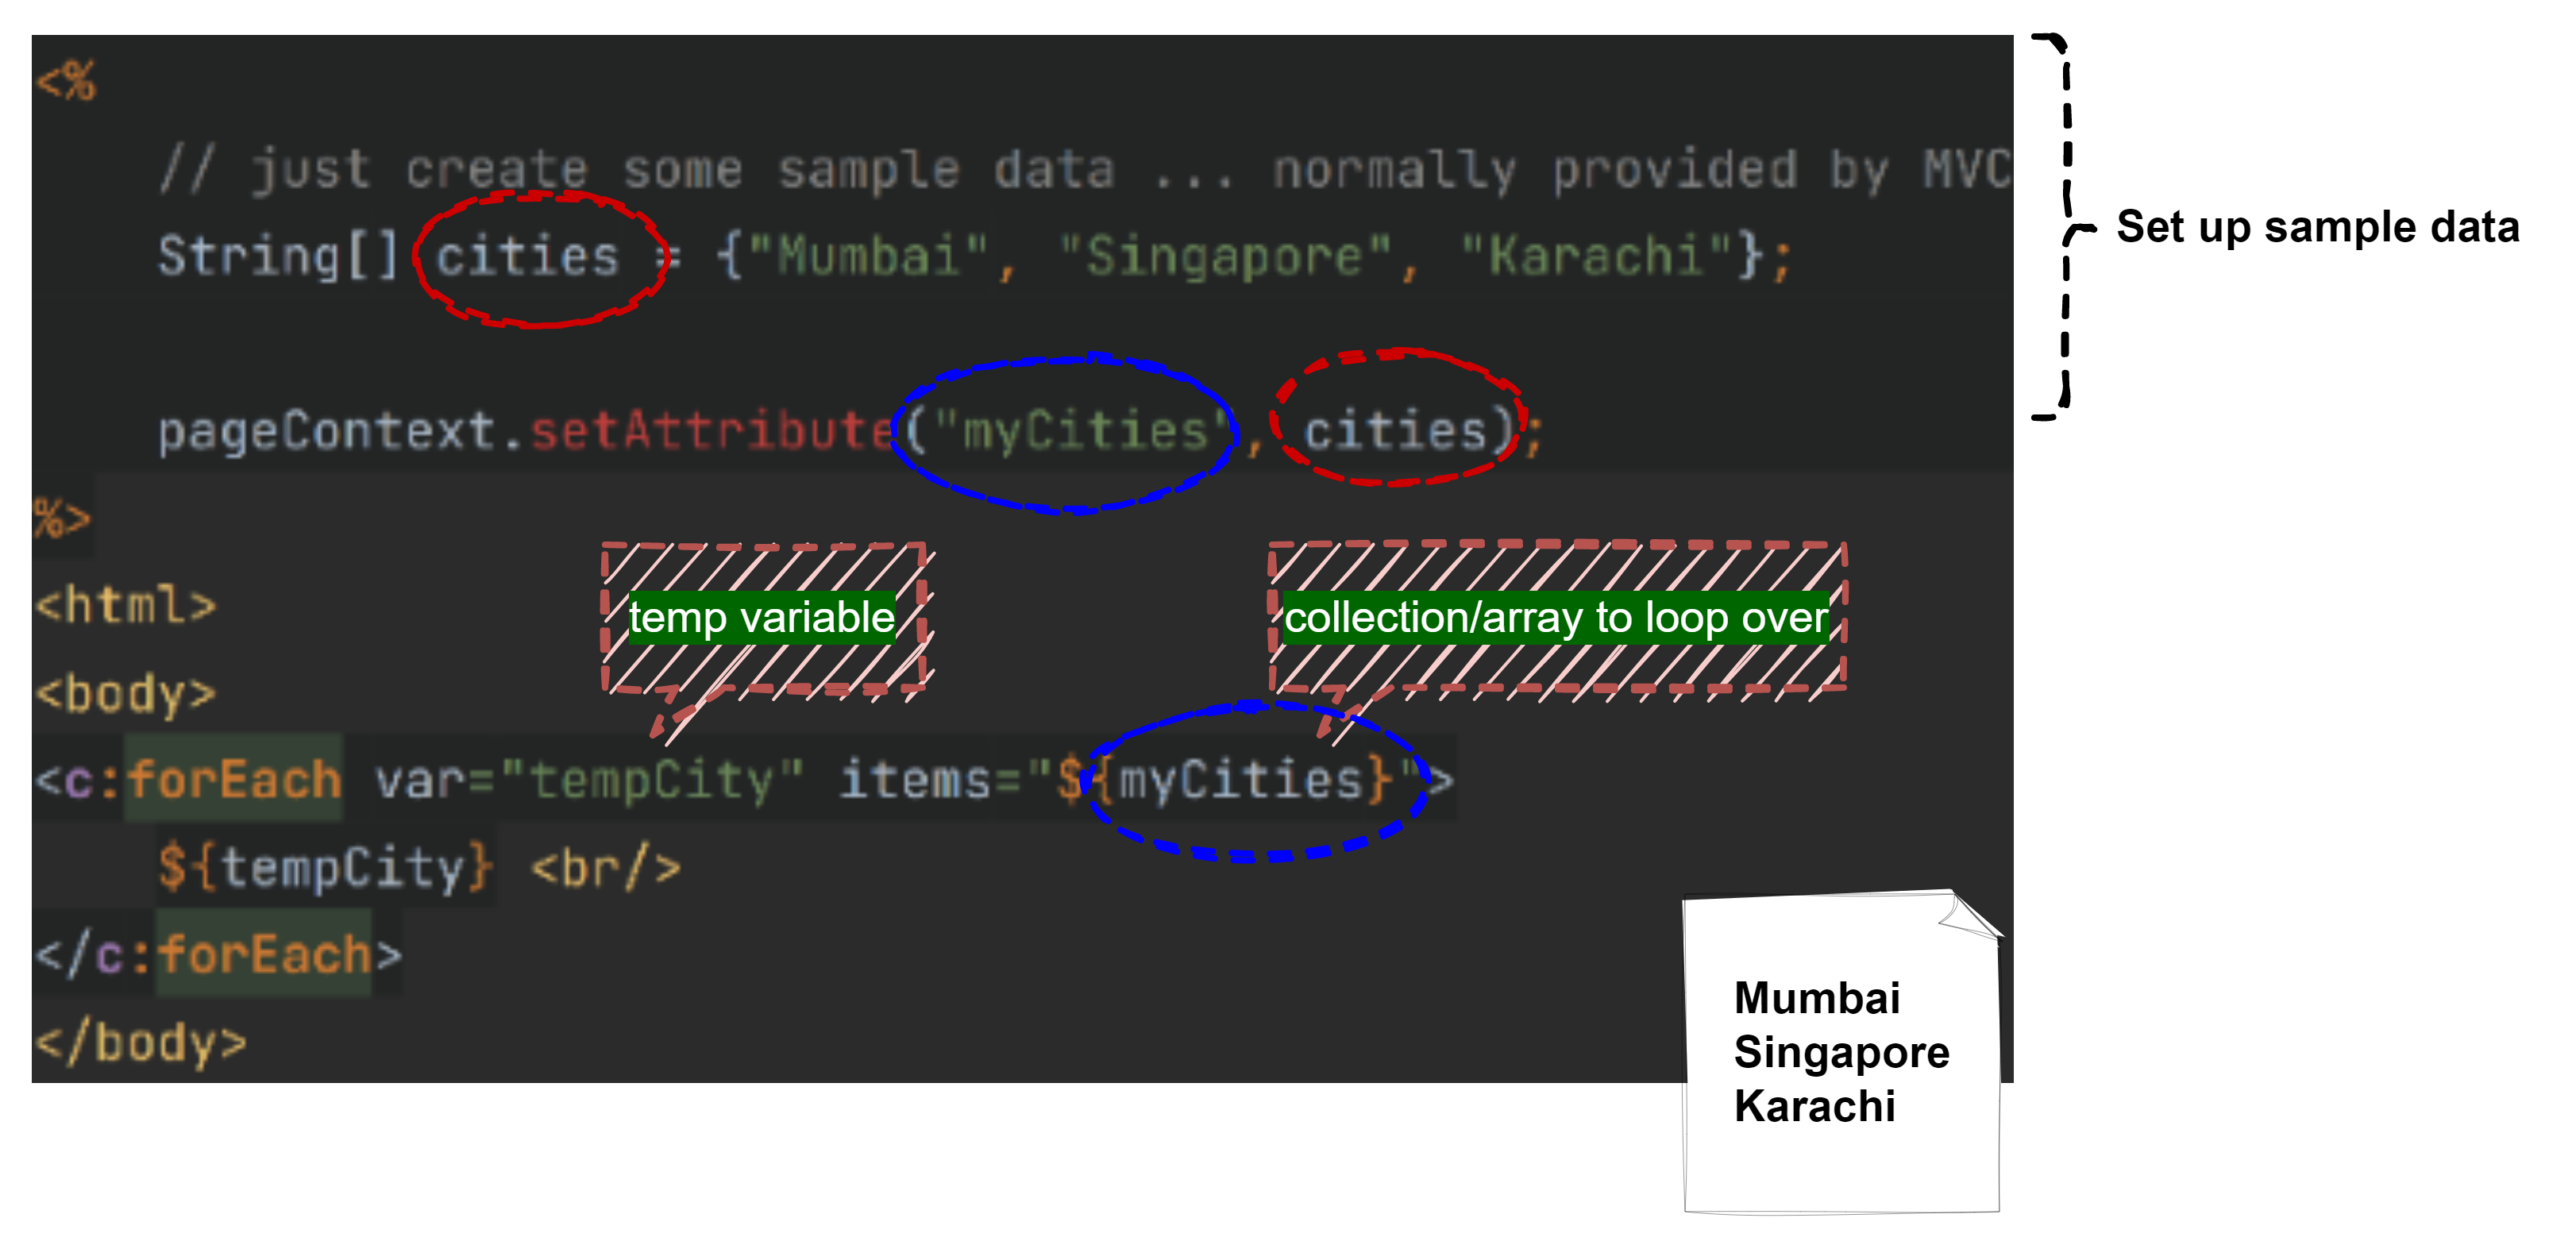 <%
// just create some sample data ... normally provided by MVC
String[] cities = {"Mumbai", "Singapore", "Karachi"};
Set up sample data
pageContext.setAttribute("myCities", cities);
%>
<html>
temp variable
collection/array to loop over
<body>
<c:forEach var="tempCity" items="${myCities}">
${tempCity} <br/>
</c:forEach>
</body>
Mumbai
Singapore
Karachi